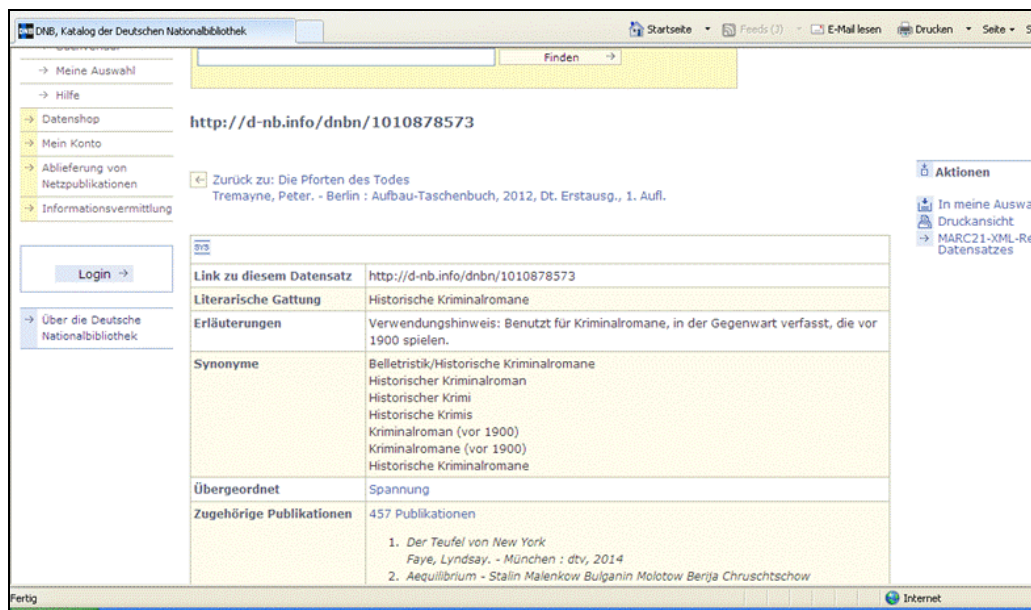 DNB, Katalog der Deutschen Nationalbibliothek
Startseite Feeds (J) E-Mail lesen Drucken Seite
Meine Auswahl
Hilfe
Datenshop
Mein Konto
Ablieferung von
Netzpublikationen
Informationsvermittlung
Login
Über die Deutsche
Nationalbibliothek
Finden
http://d-nb.info/dnbn/1010878573
Zurück zu: Die Pforten des Todes
Tremayne, Peter. - Berlin : Aufbau-Taschenbuch, 2012, Dt. Erstausg., 1. Aufl.
SYS
Link zu diesem Datensatz http://d-nb.info/dnbn/1010878573
Literarische Gattung Historische Kriminalromane
Erläuterungen Verwendungshinweis: Benutzt für Kriminalromane, in der Gegenwart verfasst, die vor
1900 spielen.
Synonyme Belletristik/Historische Kriminalromane
Historischer Kriminalroman
Historischer Krimi
Historische Krimis
Kriminalroman (vor 1900)
Kriminalromane (vor 1900)
Historische Kriminalromane
Übergeordnet Spannung
Zugehörige Publikationen 457 Publikationen
1. Der Teufel von New York
Faye, Lyndsay. - München : dtv, 2014
2. Aequilibrium - Stalin Malenkow Bulganin Molotow Berija Chruschtschow
Aktionen
In meine Auswa
Druckansicht
MARC21-XML-Re
Datensatzes
Fertig
Internet